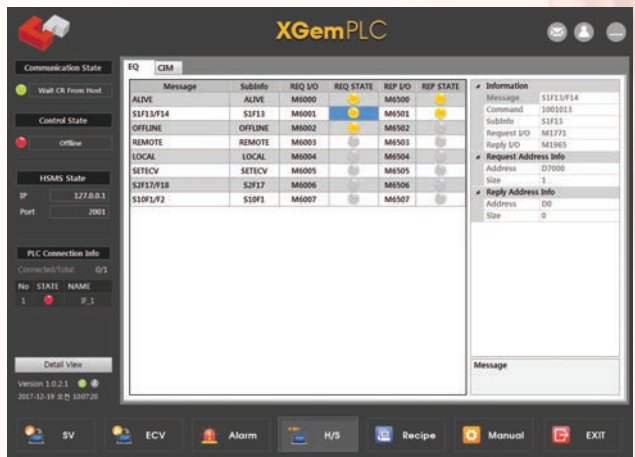 XGemPLC
Communication State
Wait CR From Host
Control State
Offline
HSMS State
IP 127.0.0.1
Port 2001
PLC Connection Info
Connected/Total 0/1
No STATE NAME
1 IF_1
Detail View
Version 1.0.2.1
2017-12-19 오전 10:07:20
EQ CIM
Message SubInfo REQ I/O REQ STATE REP I/O REP STATE
ALIVE ALIVE M6000 M6500
S1F13/F14 S1F13 M6001 M6501
OFFLINE OFFLINE M6002 M6502
REMOTE REMOTE M6003 M6503
LOCAL LOCAL M6004 M6504
SETECV SETECV M6005 M6505
S2F17/F18 S2F17 M6006 M6506
S10F1/F2 S10F1 M6007 M6507
Information
Message S1F13/F14
Command 1001013
SubInfo S1F13
Request I/O M1771
Reply I/O M1965
Request Address Info
Address D7000
Size 1
Reply Address Info
Address D0
Size 0
Message
SV ECV Alarm H/S Recipe Manual EXIT